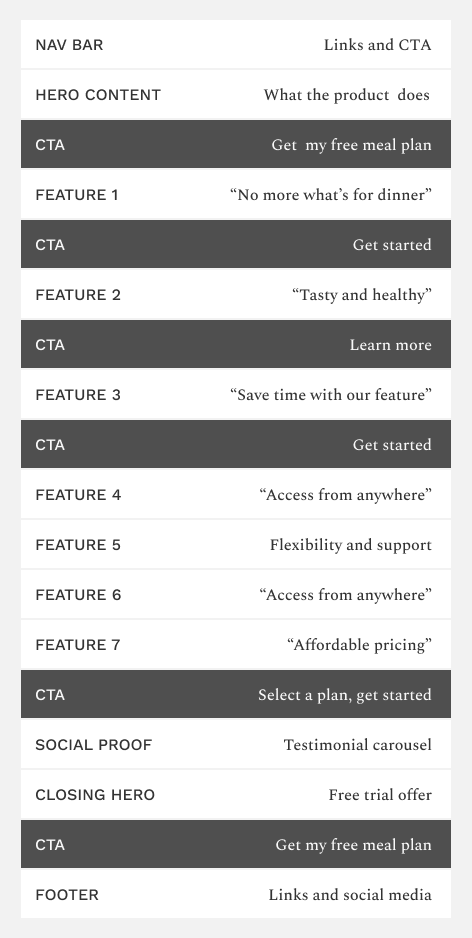 NAV BAR Links and CTA
HERO CONTENT What the product does
CTA Get my free meal plan
FEATURE 1 “No more what’s for dinner”
CTA Get started
FEATURE 2 “Tasty and healthy”
CTA Learn more
FEATURE 3 “Save time with our feature”
CTA Get started
FEATURE 4 “Access from anywhere”
FEATURE 5 Flexibility and support
FEATURE 6 “Access from anywhere”
FEATURE 7 “Affordable pricing”
CTA Select a plan, get started
SOCIAL PROOF Testimonial carousel
CLOSING HERO Free trial offer
CTA Get my free meal plan
FOOTER Links and social media